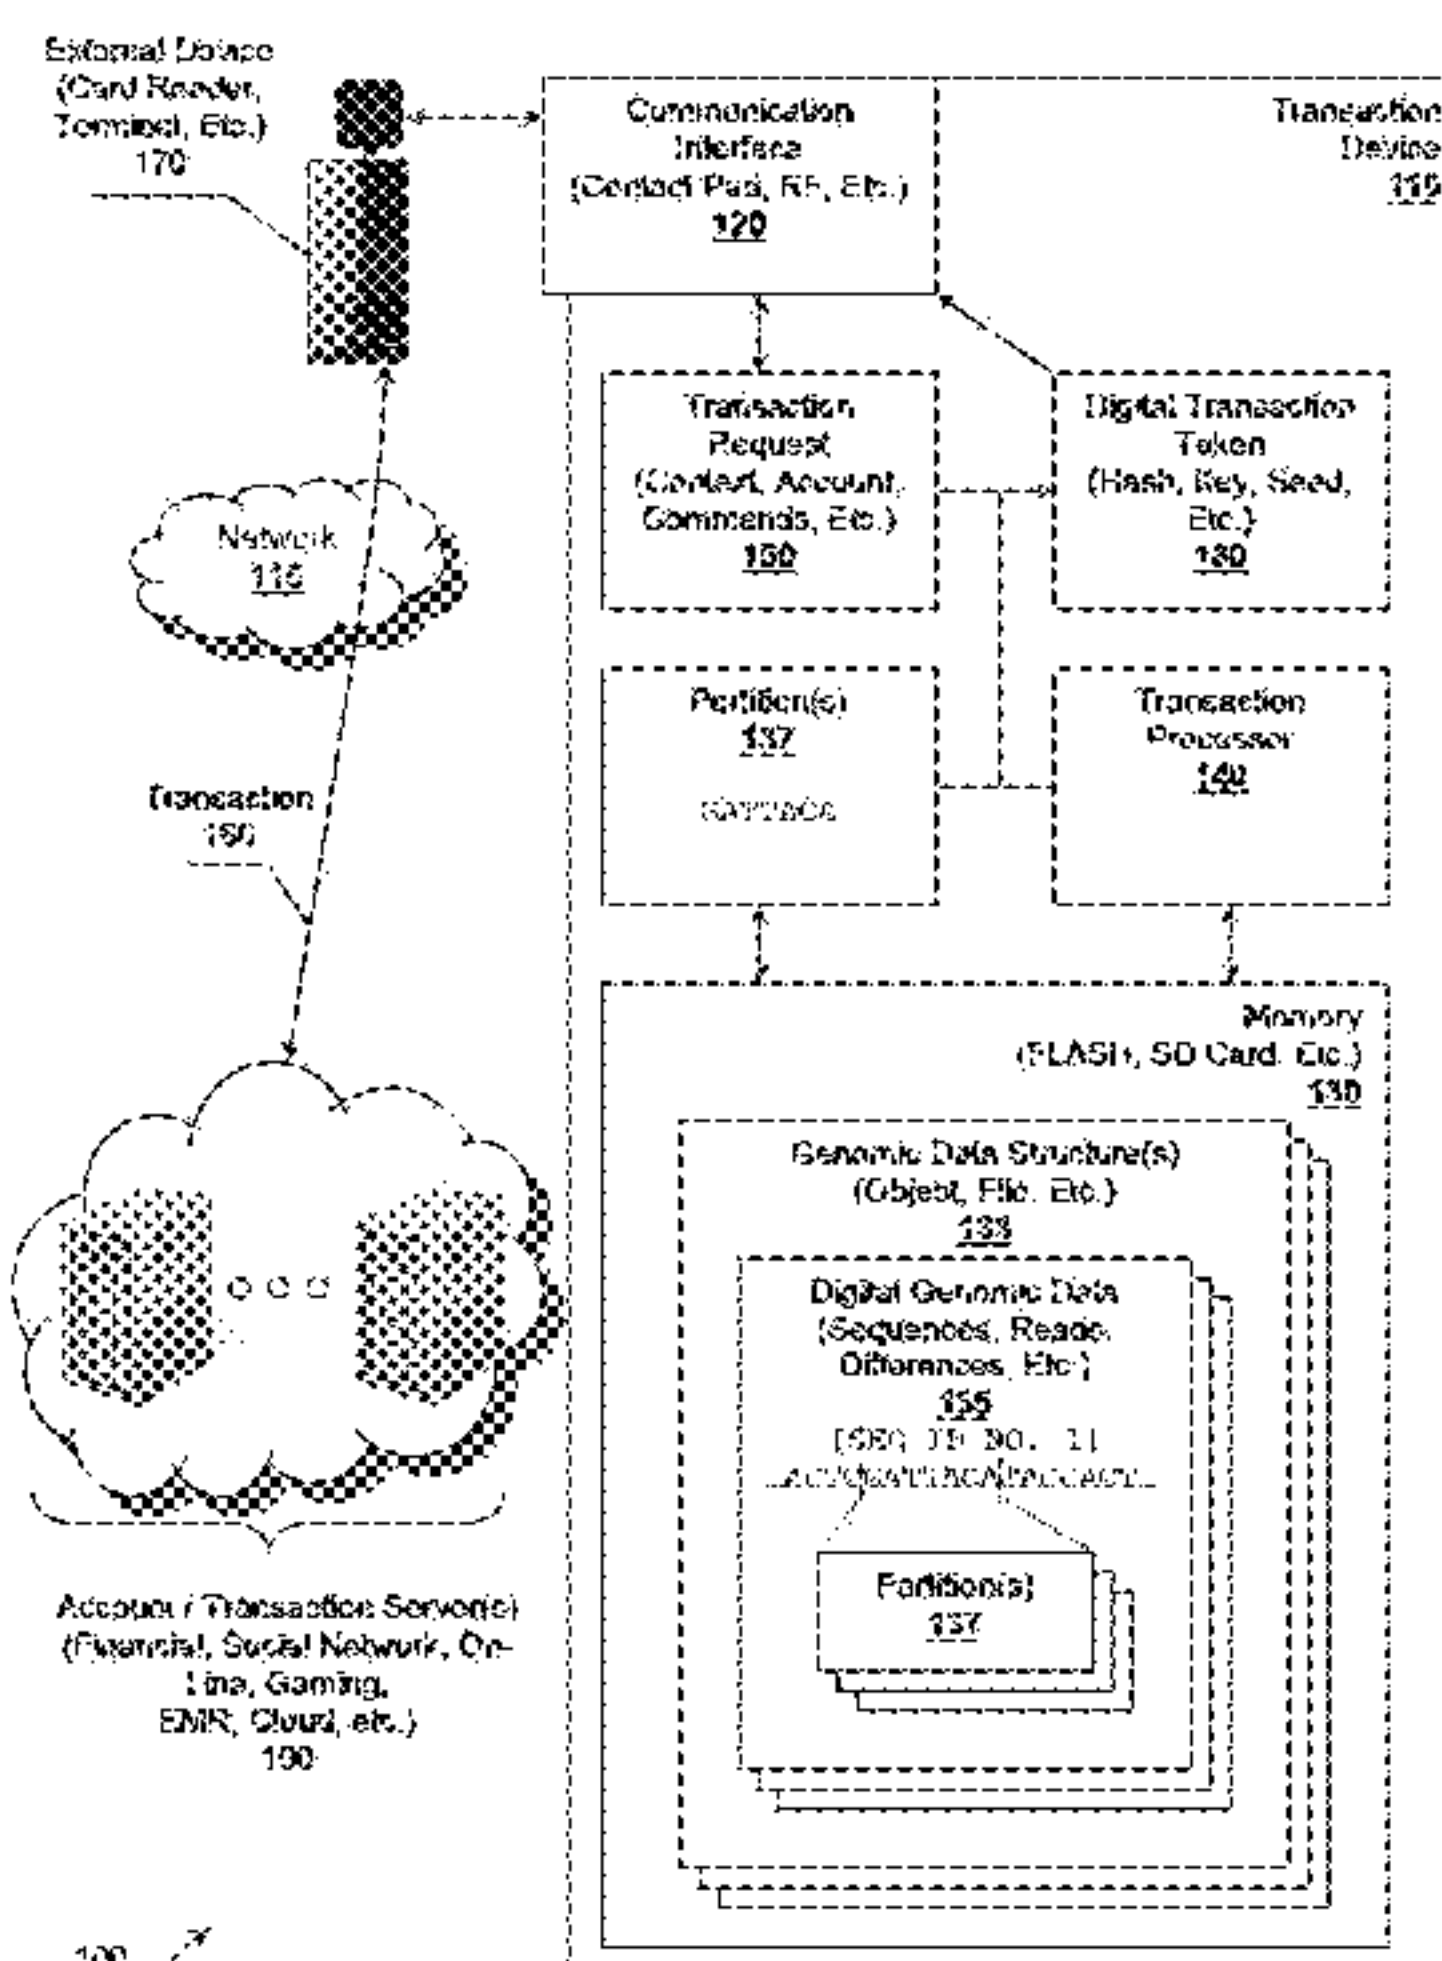 External Device
(Card Reader,
Terminal, Etc.)
170
Communication
Interface
(Contact Pad, RF, Etc.)
120
Transaction
Device
Transaction
Request
(Context, Account,
Commands, Etc.)
150
Digital Transaction
Token
(Hash, Key, Seed,
Etc.)
180
Network
115
Partition(s)
137
GATTACA
Transaction
Processor
140
Transaction
160
Memory
(FLASH, SD Card, Etc.)
130
Genomic Data Structure(s)
(Object, File, Etc.)
133
Digital Genomic Data
(Sequences, Reads,
Differences, Etc.)
135
[SEQ ID NO. 1]
Partition(s)
137
Account / Transaction Server(s)
(Financial, Social Network, On-
Line, Gaming,
EMR, Cloud, etc.)
190
100